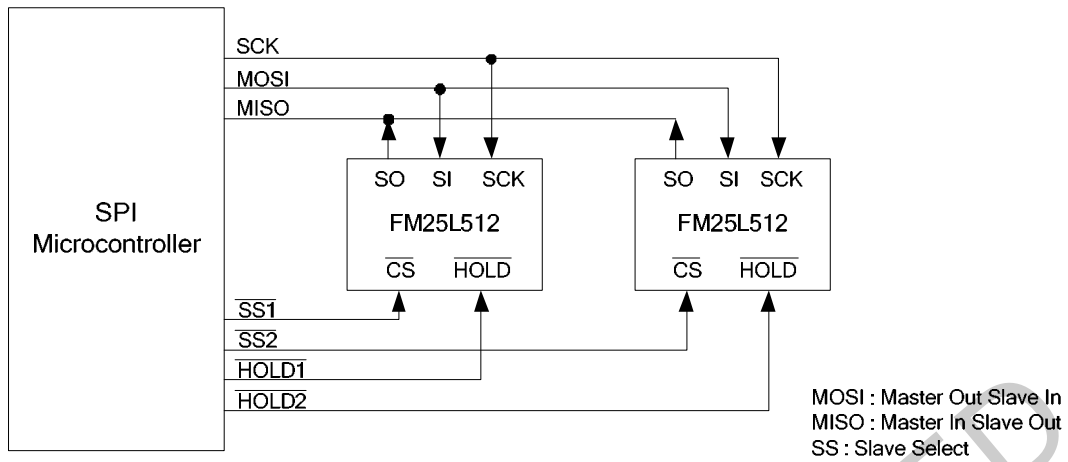 SCK
MOSI
MISO
SO SI SCK
FM25L512
CS HOLD
SO SI SCK
FM25L512
CS HOLD
SPI
Microcontroller
SS1
SS2
HOLD1
HOLD2
MOSI : Master Out Slave In
MISO : Master In Slave Out
SS : Slave Select